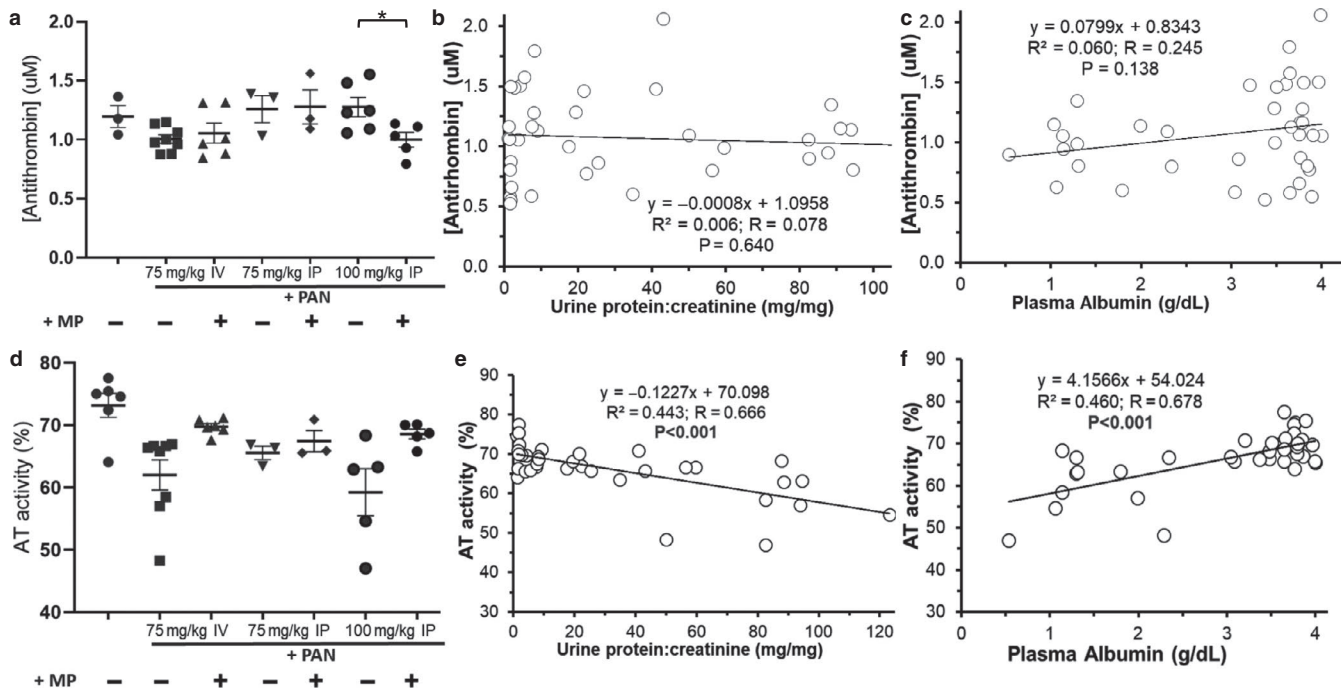 a
[Antithrombin] (uM)
2.0
1.5
1.0
0.5
0.0
*
75 mg/kg IV
75 mg/kg IP
100 mg/kg IP
+ PAN
+ MP
− − + − + − +
b
[Antirhrombin] (uM)
2.0
1.5
1.0
0.5
0.0
y = −0.0008x + 1.0958
R² = 0.006; R = 0.078
P = 0.640
0 20 40 60 80 100
Urine protein:creatinine (mg/mg)
c
[Antithrombin] (uM)
2.0
1.5
1.0
0.5
0.0
y = 0.0799x + 0.8343
R² = 0.060; R = 0.245
P = 0.138
0 1 2 3 4
Plasma Albumin (g/dL)
d
AT activity (%)
80
70
60
50
40
75 mg/kg IV
75 mg/kg IP
100 mg/kg IP
+ PAN
+ MP
− − + − + − +
e
AT activity (%)
90
80
70
60
50
40
30
y = −0.1227x + 70.098
R² = 0.443; R = 0.666
P<0.001
0 20 40 60 80 100 120
Urine protein:creatinine (mg/mg)
f
AT activity (%)
90
80
70
60
50
40
30
y = 4.1566x + 54.024
R² = 0.460; R = 0.678
P<0.001
0 1 2 3 4
Plasma Albumin (g/dL)